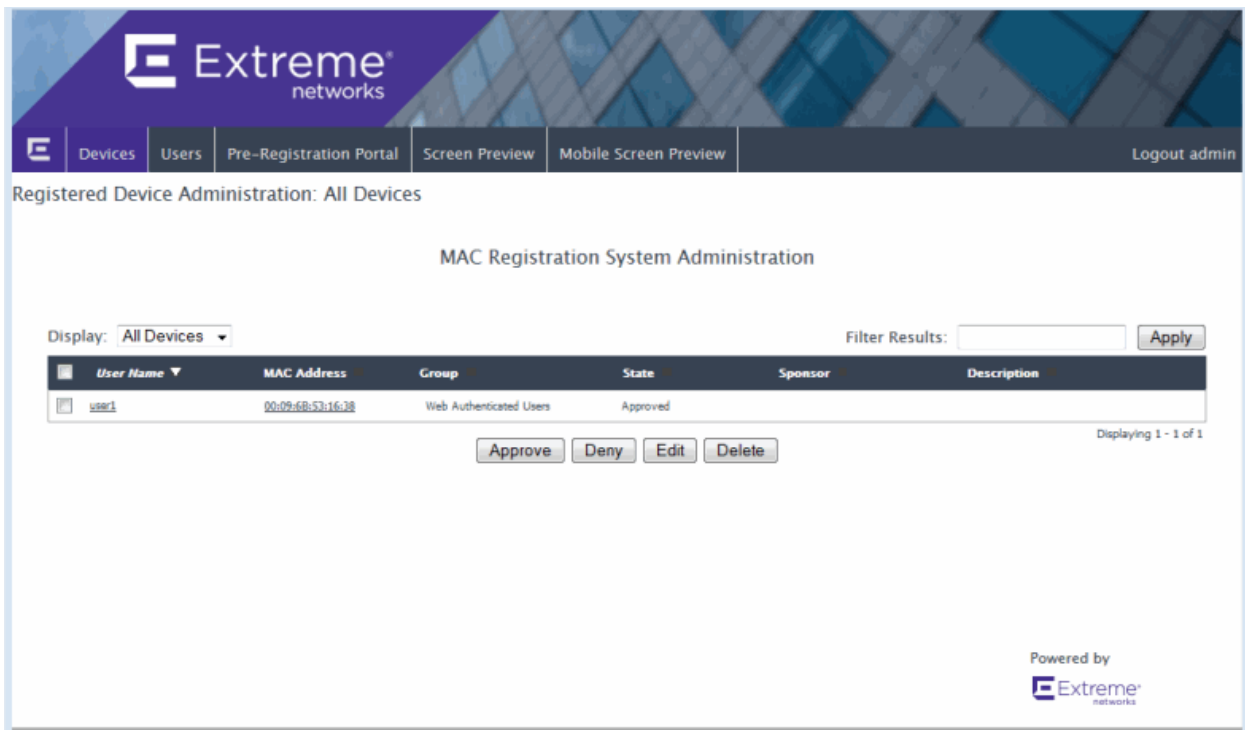 Extreme®
networks
Devices Users Pre-Registration Portal Screen Preview Mobile Screen Preview Logout admin
Registered Device Administration: All Devices
MAC Registration System Administration
Display: All Devices Filter Results: Apply
User Name MAC Address Group State Sponsor Description
user1 00:09:6B:53:16:38 Web Authenticated Users Approved
Displaying 1 - 1 of 1
Approve Deny Edit Delete
Powered by
Extreme®
networks